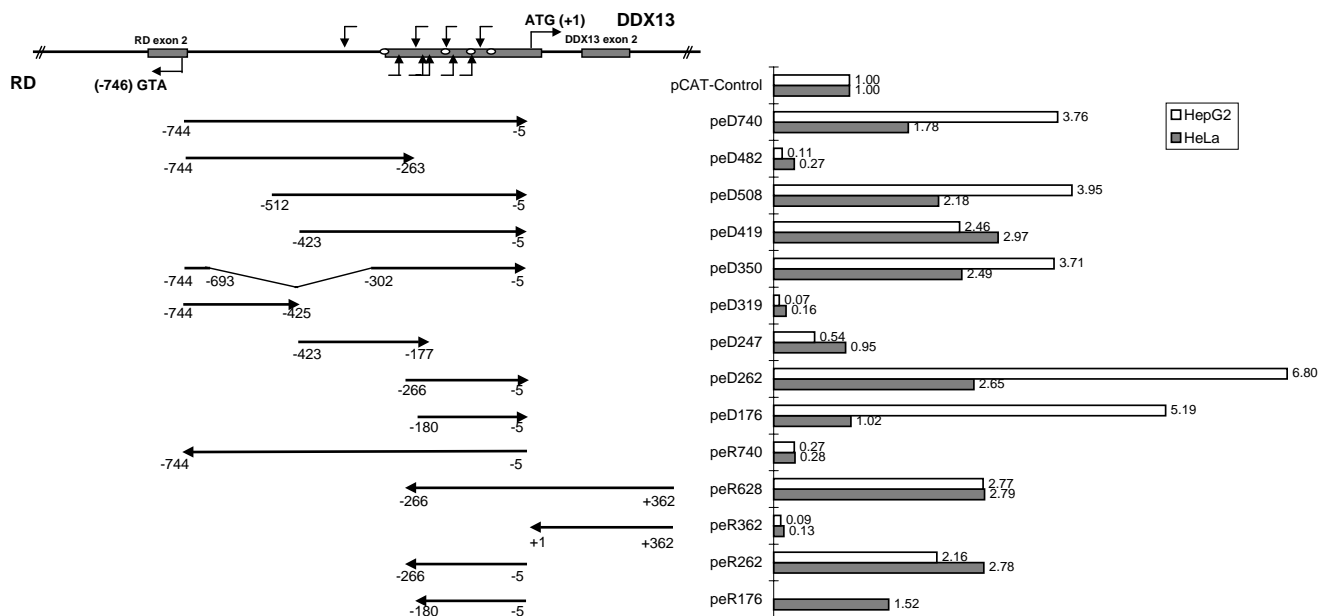 ATG (+1) DDX13
RD exon 2
DDX13 exon 2
RD
(-746) GTA
pCAT-Control
1.00
1.00
HepG2
HeLa
-744 -5
peD740
3.76
1.78
-744 -263
peD482
0.11
0.27
-512 -5
peD508
3.95
2.18
-423 -5
peD419
2.46
2.97
-744 -693 -302 -5
peD350
3.71
2.49
-744 -425
peD319
0.07
0.16
-423 -177
peD247
0.54
0.95
-266 -5
peD262
6.80
2.65
-180 -5
peD176
5.19
1.02
-744 -5
peR740
0.27
0.28
-266 +362
peR628
2.77
2.79
+1 +362
peR362
0.09
0.13
-266 -5
peR262
2.16
2.78
-180 -5
peR176
1.52